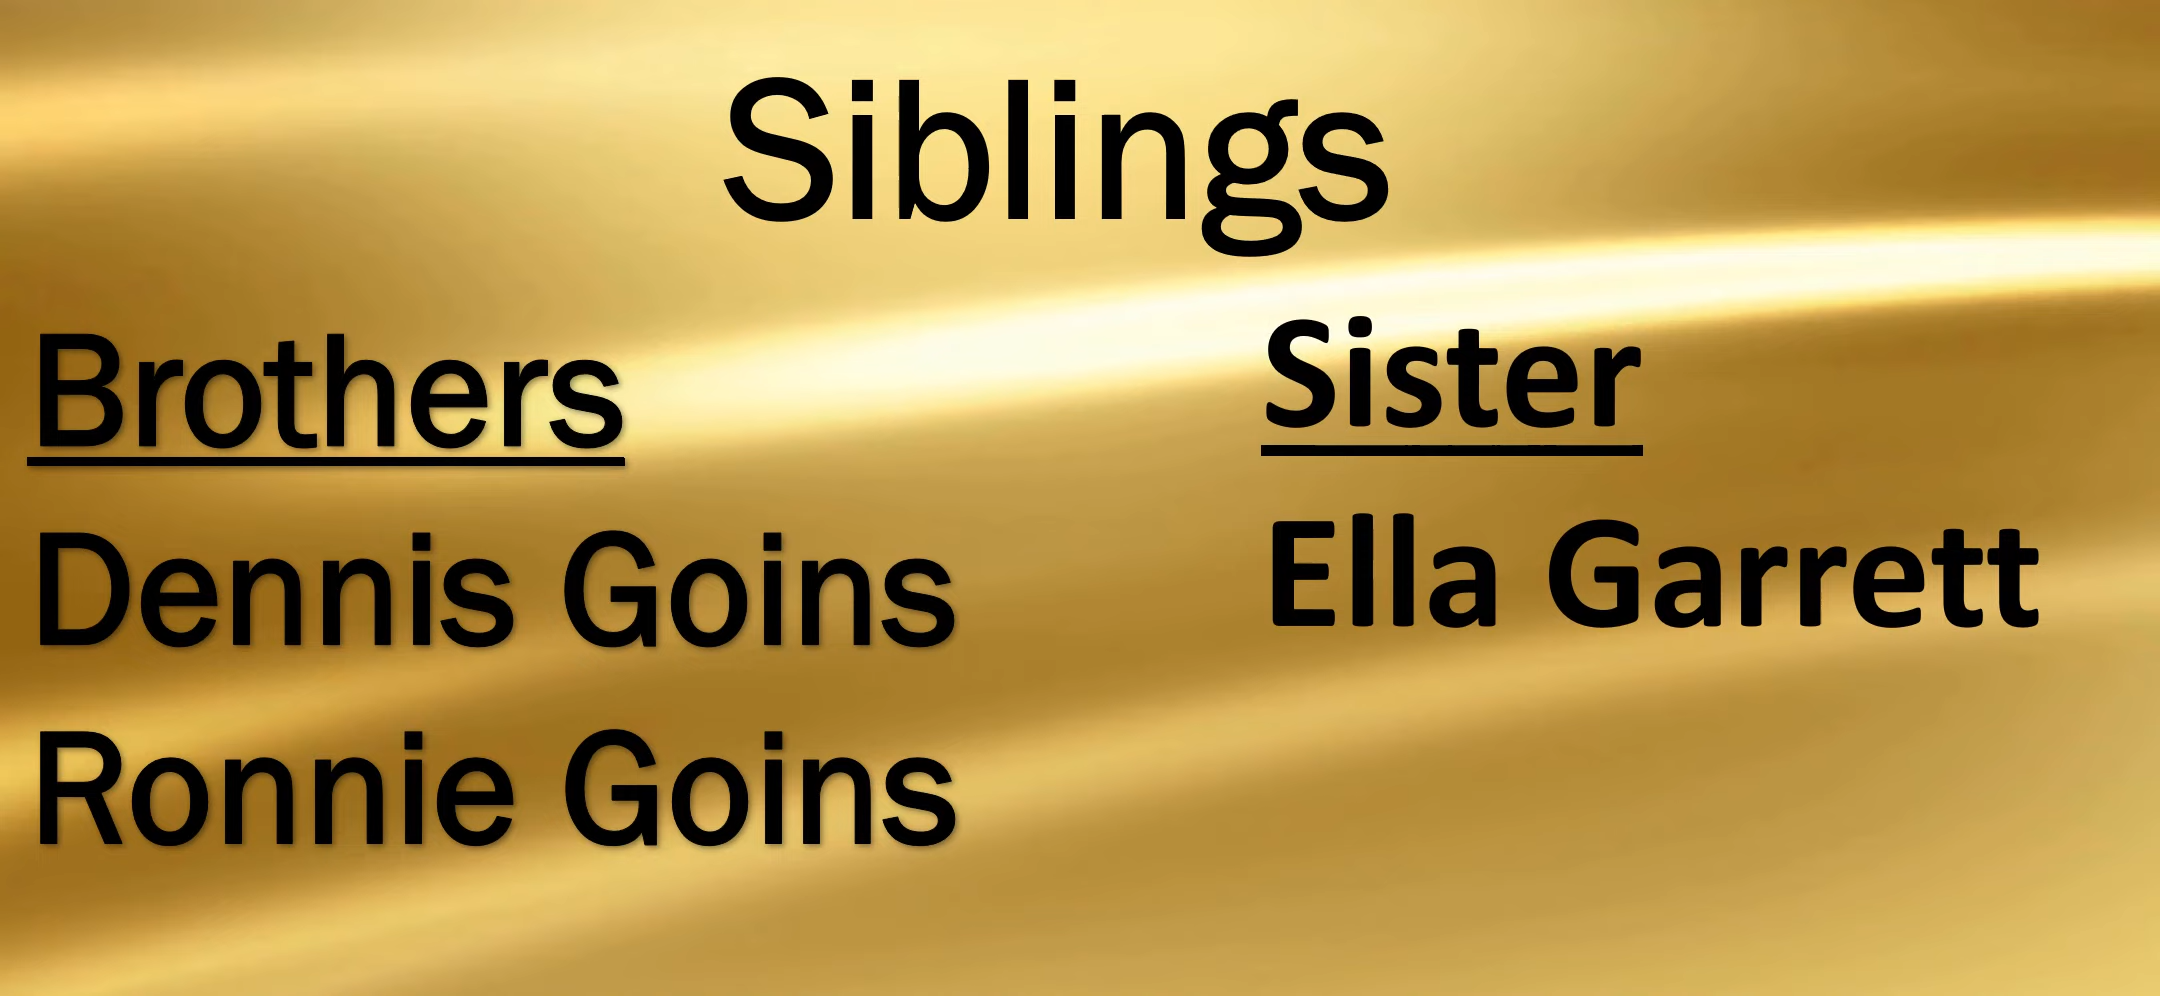 Siblings
Brothers
Dennis Goins
Ronnie Goins
Sister
Ella Garrett